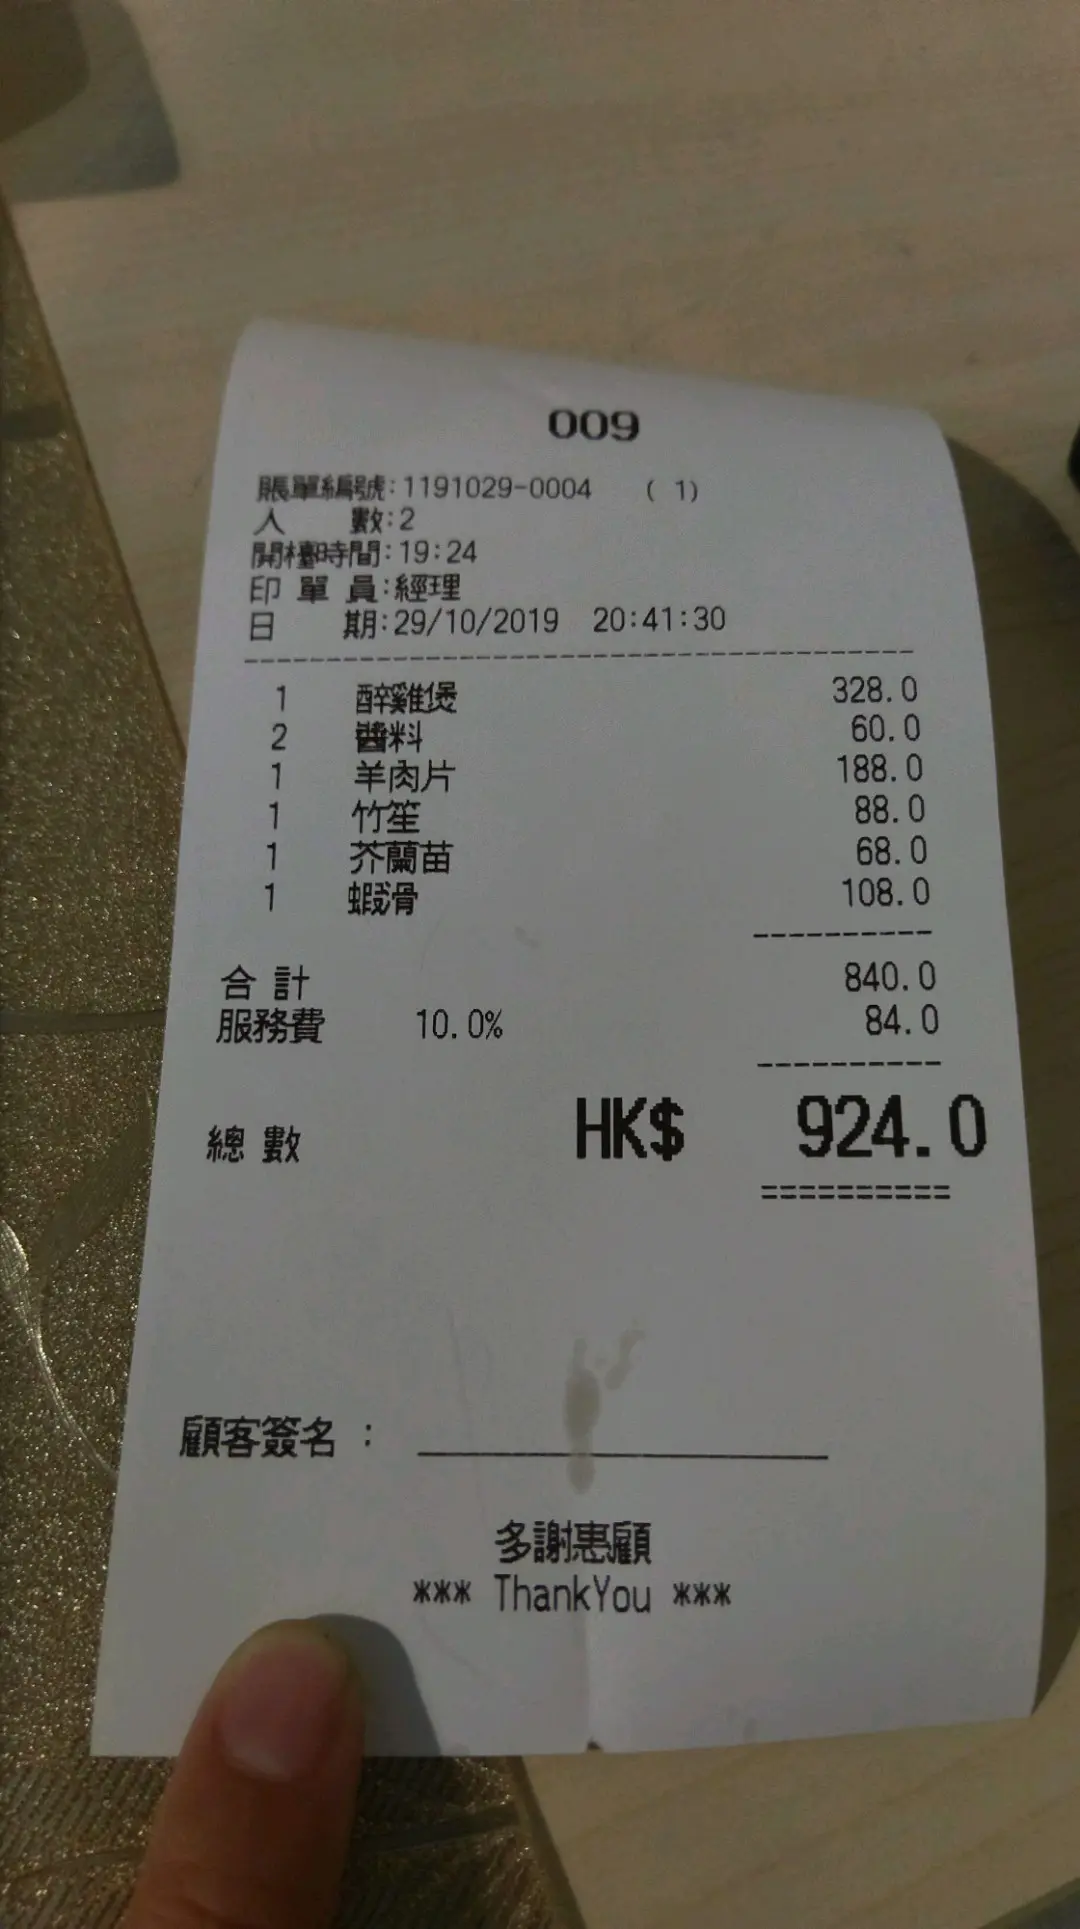 009
賬單編號:1191029-0004 ( 1)
人 數:2
開檯時間:19:24
印 單 員:經理
日 期:29/10/2019 20:41:30
1 醉雞煲 328.0
2 醬料 60.0
1 羊肉片 188.0
1 竹笙 88.0
1 芥蘭苗 68.0
1 蝦滑 108.0
合 計 840.0
服務費 10.0% 84.0
總 數 HK$ 924.0
顧客簽名 :
多謝惠顧
*** ThankYou ***